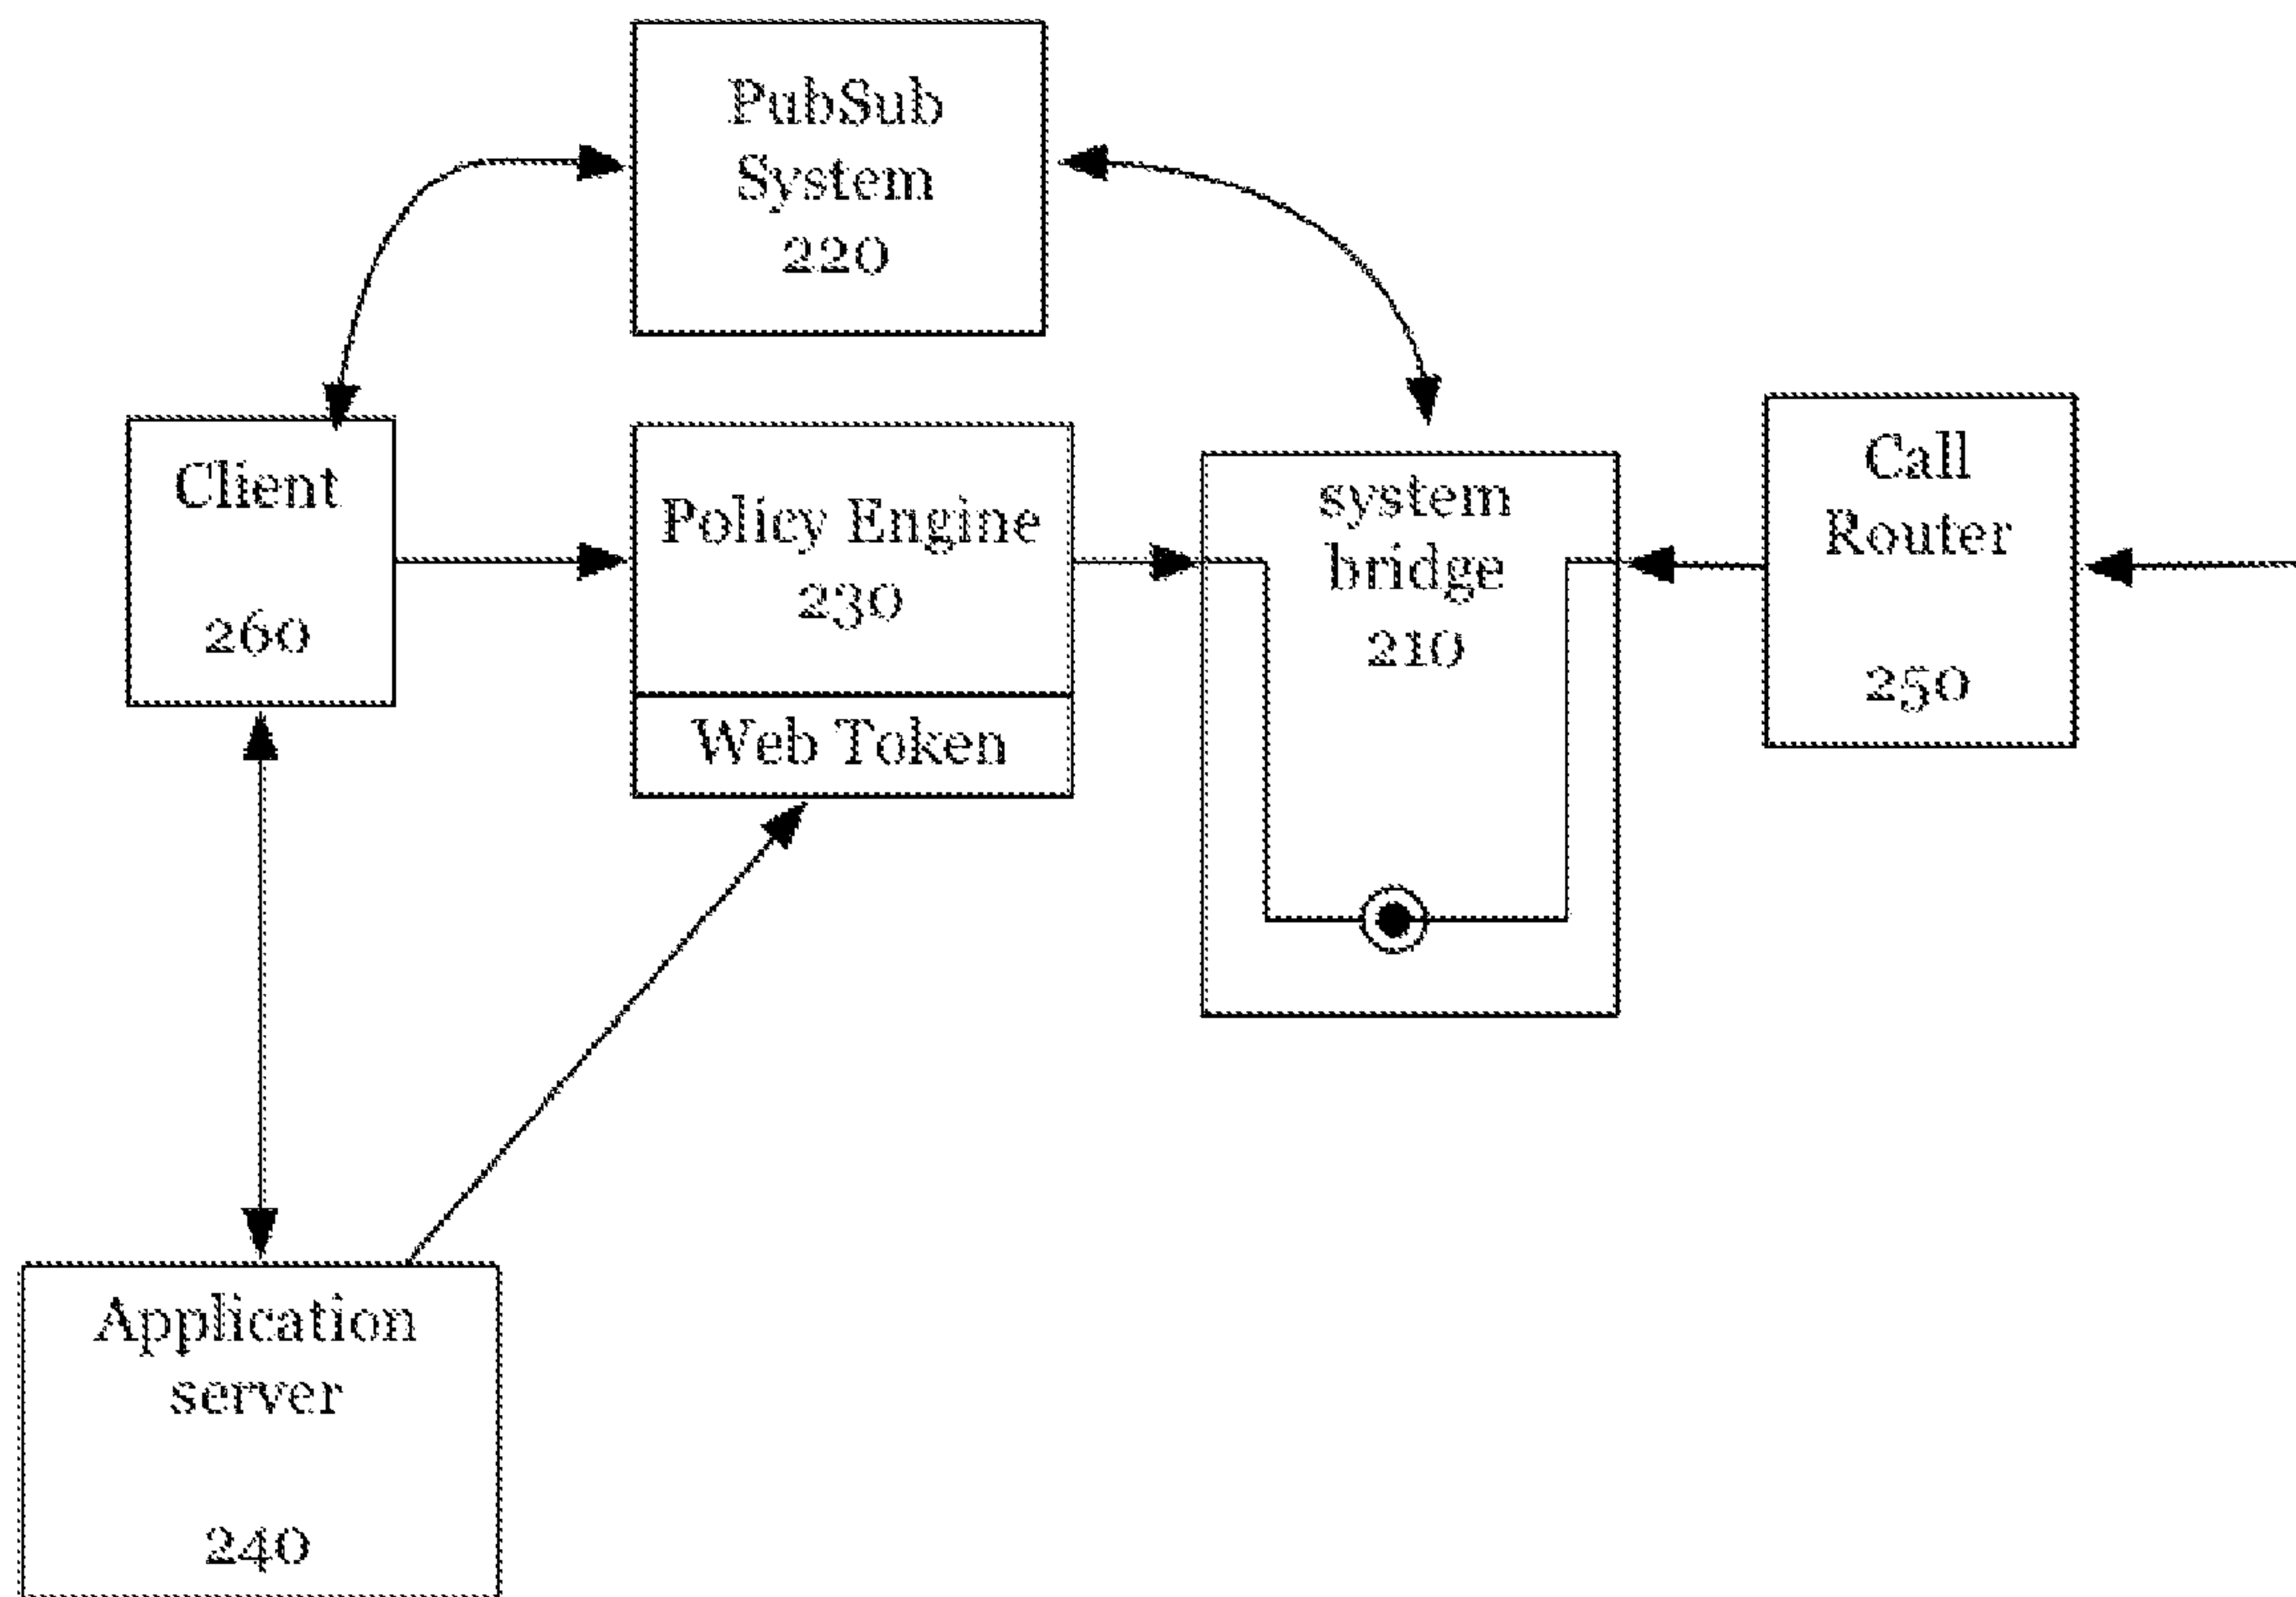 PubSub
System
220
Client
260
Policy Engine
230
Web Token
system
bridge
210
Call
Router
250
Application
server
240